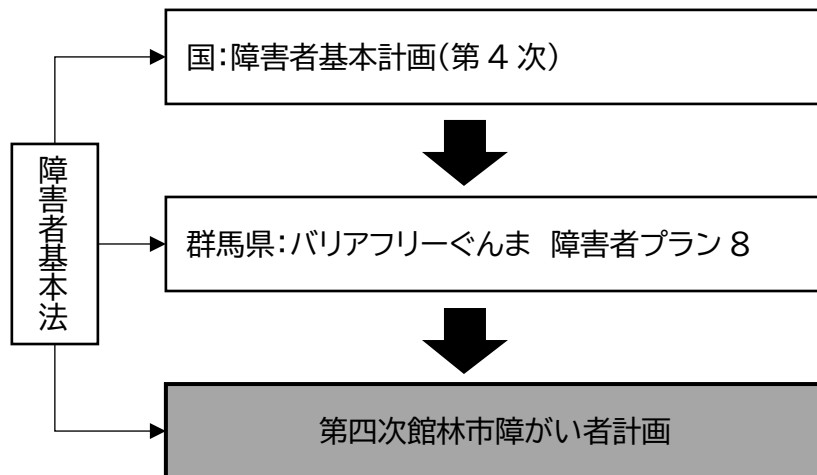 国：障害者基本計画（第４次）
障害者基本法
群馬県：バリアフリーぐんま　障害者プラン８
第四次館林市障がい者計画